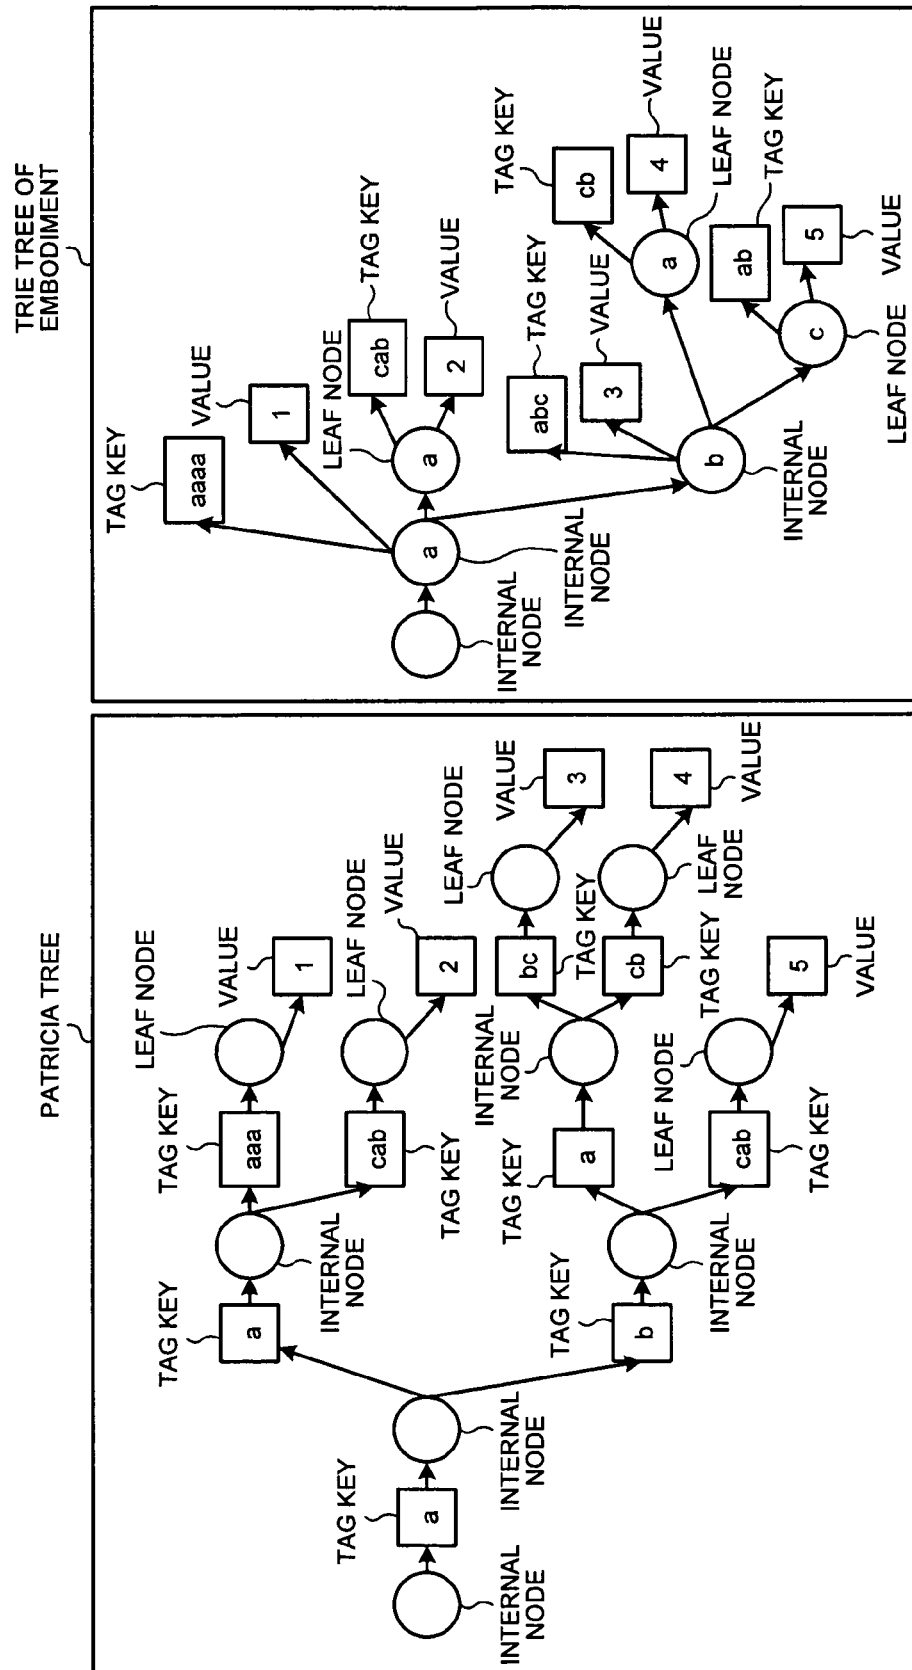 PATRICIA TREE
INTERNAL
NODE
TAG KEY
a
INTERNAL
NODE
TAG KEY
a
INTERNAL
NODE
TAG KEY
aaa
LEAF NODE
VALUE
1
TAG KEY
cab
LEAF NODE
VALUE
2
TAG KEY
b
INTERNAL
NODE
TAG KEY
a
INTERNAL
NODE
TAG KEY
bc
LEAF NODE
VALUE
3
TAG KEY
cb
LEAF
NODE
VALUE
4
TAG KEY
cab
LEAF NODE
VALUE
5
TRIE TREE OF
EMBODIMENT
INTERNAL
NODE
INTERNAL
NODE
a
TAG KEY
aaaa
VALUE
1
LEAF NODE
a
TAG KEY
cab
VALUE
2
INTERNAL
NODE
b
TAG KEY
abc
VALUE
3
LEAF NODE
a
TAG KEY
cb
VALUE
4
LEAF NODE
c
TAG KEY
ab
VALUE
5